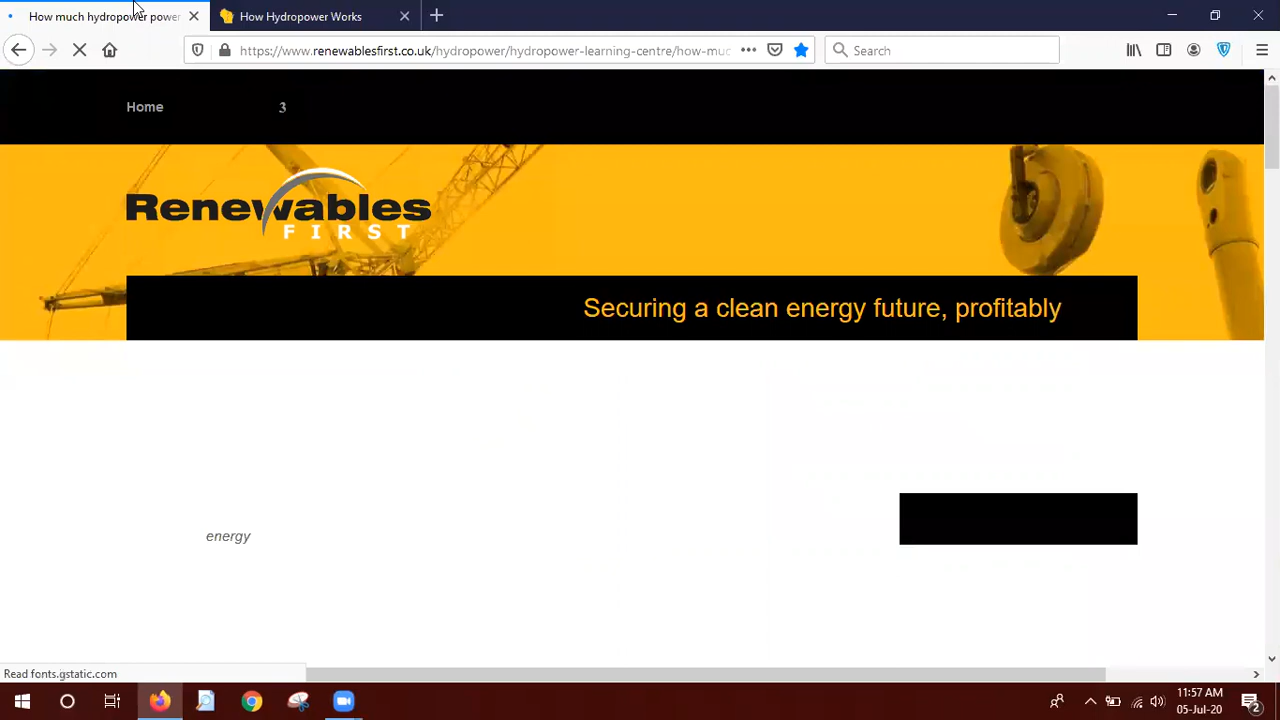 How much hydropower power
How Hydropower Works
https://www.renewablesfirst.co.uk/hydropower/hydropower-learning-centre/how-muc
Search
Home 3
Renewables
FIRST
Securing a clean energy future, profitably
energy
Read fonts.gstatic.com
11:57 AM
05-Jul-20
2